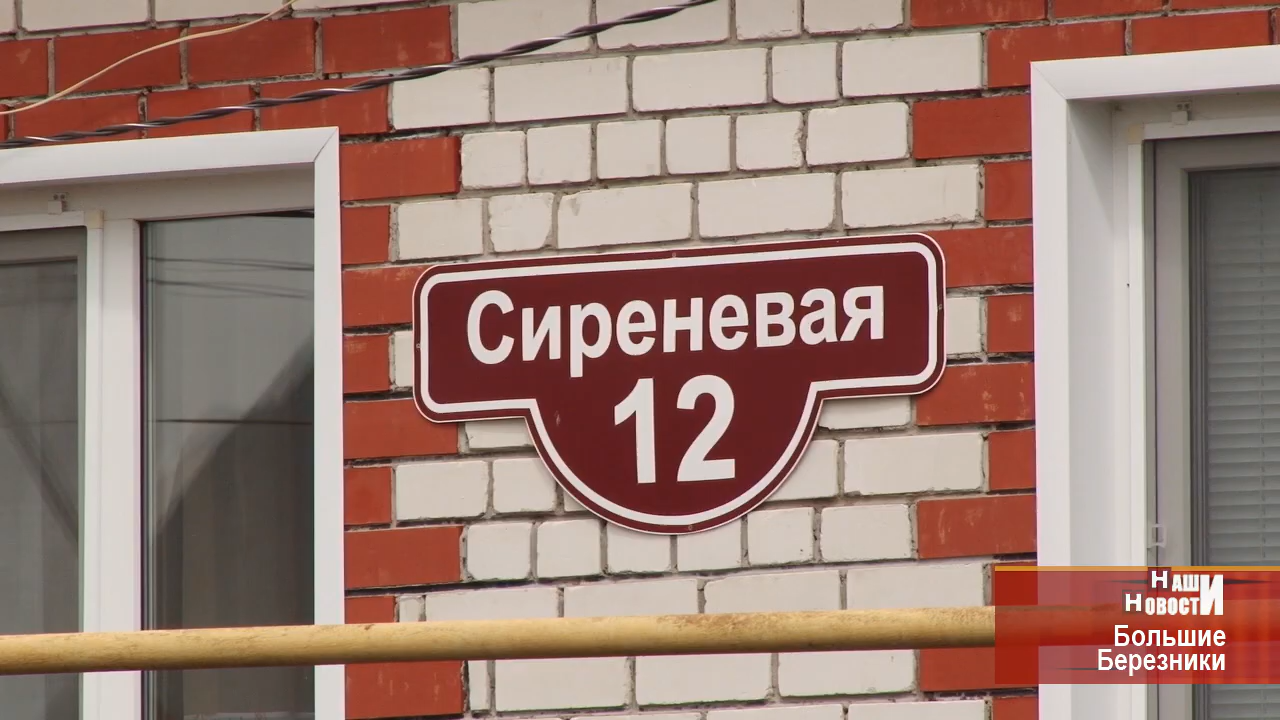 Сиреневая
12
НАШИ
НОВОСТИ
Большие
Березники